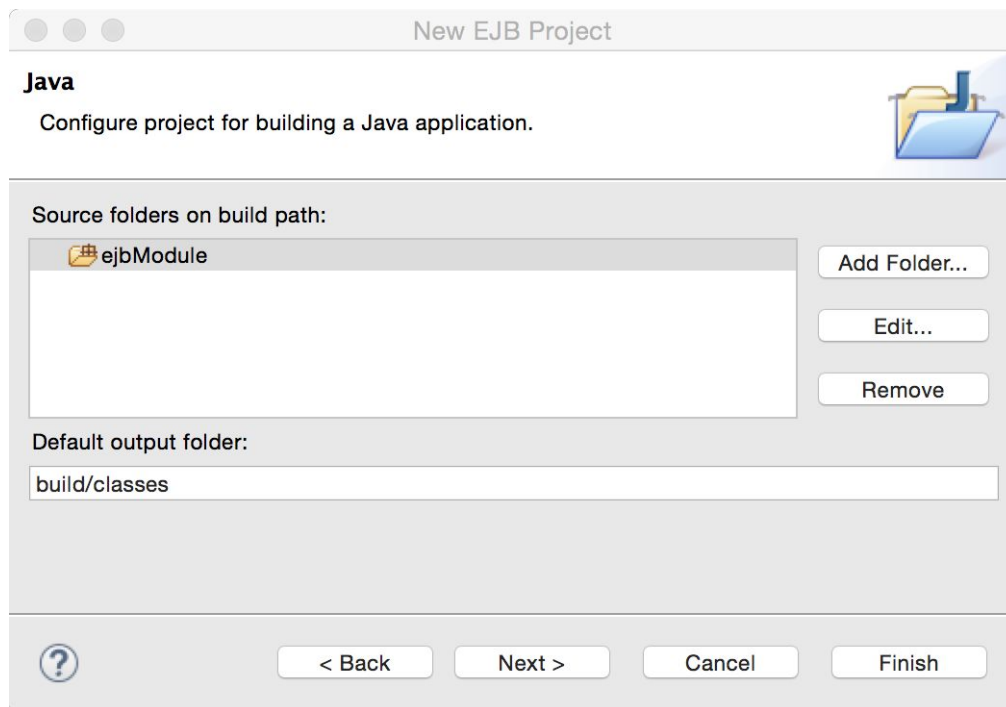 New EJB Project
Java
Configure project for building a Java application.
Source folders on build path:
ejbModule
Add Folder...
Edit...
Remove
Default output folder:
build/classes
?
< Back
Next >
Cancel
Finish